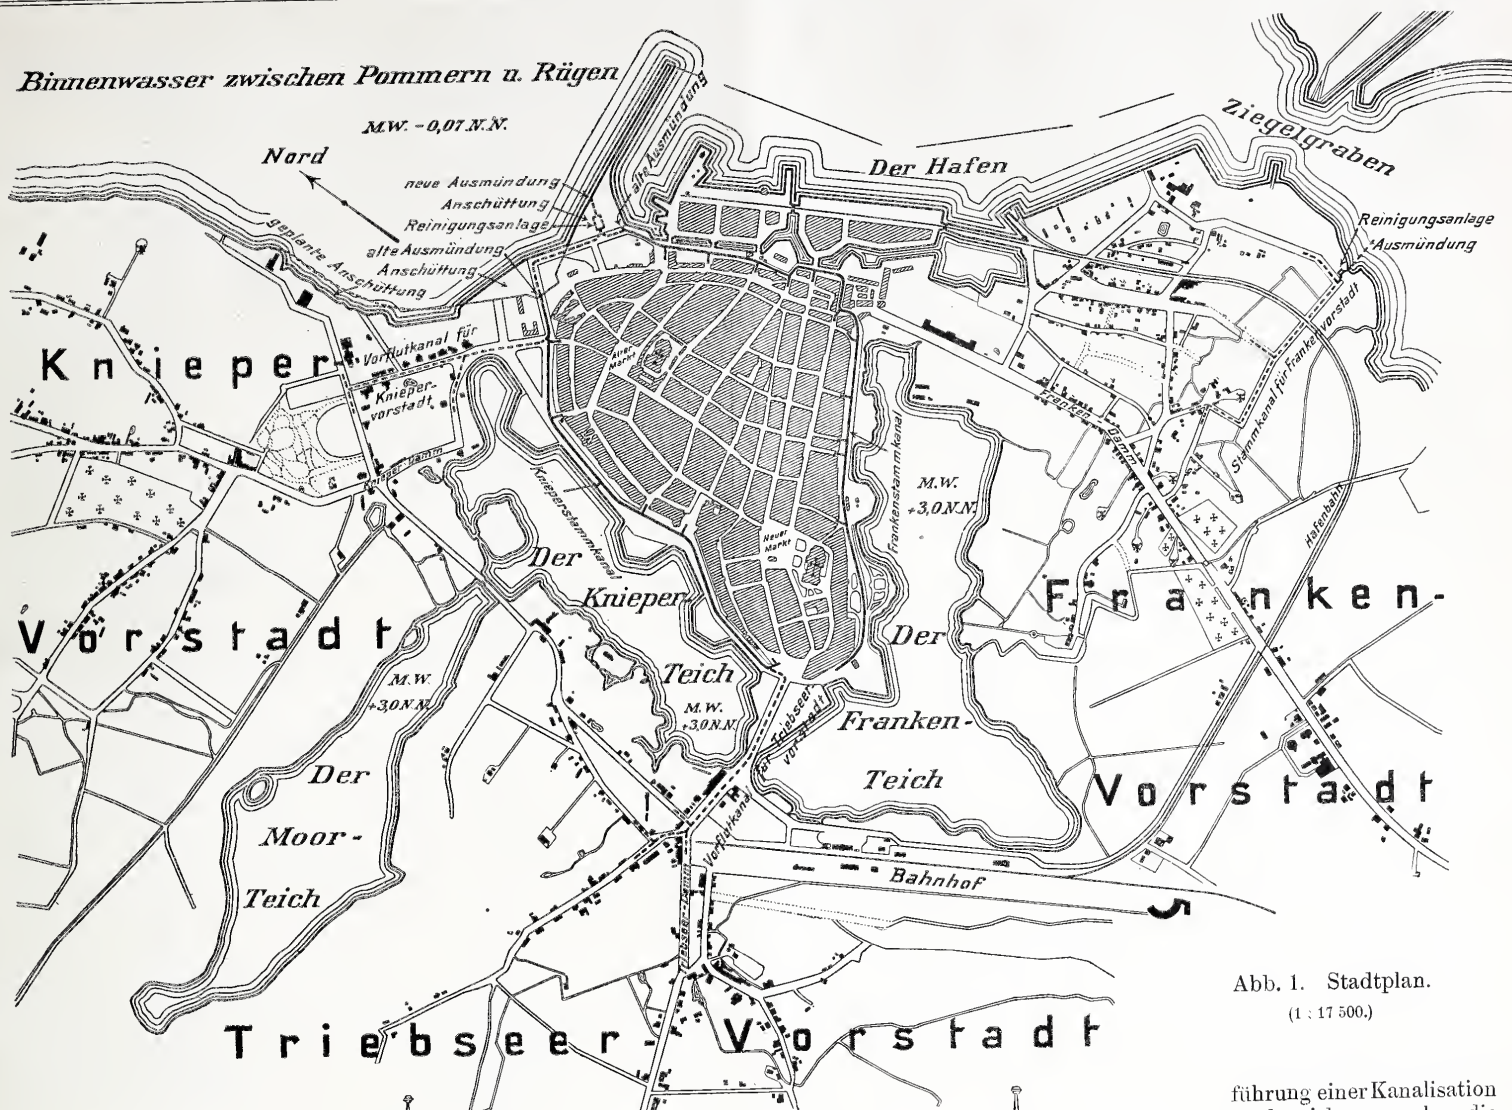 Binnenwasser zwischen Pommern u. Rügen
M.W. - 0,07 N.N.
Nord
neue Ausmündung
Anschüttung
Reinigungsanlage
alte Ausmündung
Anschüttung
alte Ausmündung
geplante Anschüttung
Der Hafen
Ziegelgraben
Reinigungsanlage
Ausmündung
Stammkanal für Frankenvorstadt
Knieper-
Vorflutkanal für
Knieper-
vorstadt
Knieper Damm
Alter
Markt
Neuer
Markt
Knieperstammkanal
Frankenstammkanal
Franken
Damm
Hafenbahn
M.W.
+3,0 N.N.
Der
Knieper-
Teich
M.W.
+3,0 N.N.
Vorstadt
M.W.
+3,0 N.N.
Der
Moor-
Teich
Der
Franken-
Teich
Franken-
Vorstadt
Vorflutkanal
für Triebseer
vorstadt
Bahnhof
Triebseer-Vorstadt
Abb. 1. Stadtplan.
(1 : 17 500.)
führung einer Kanalisation